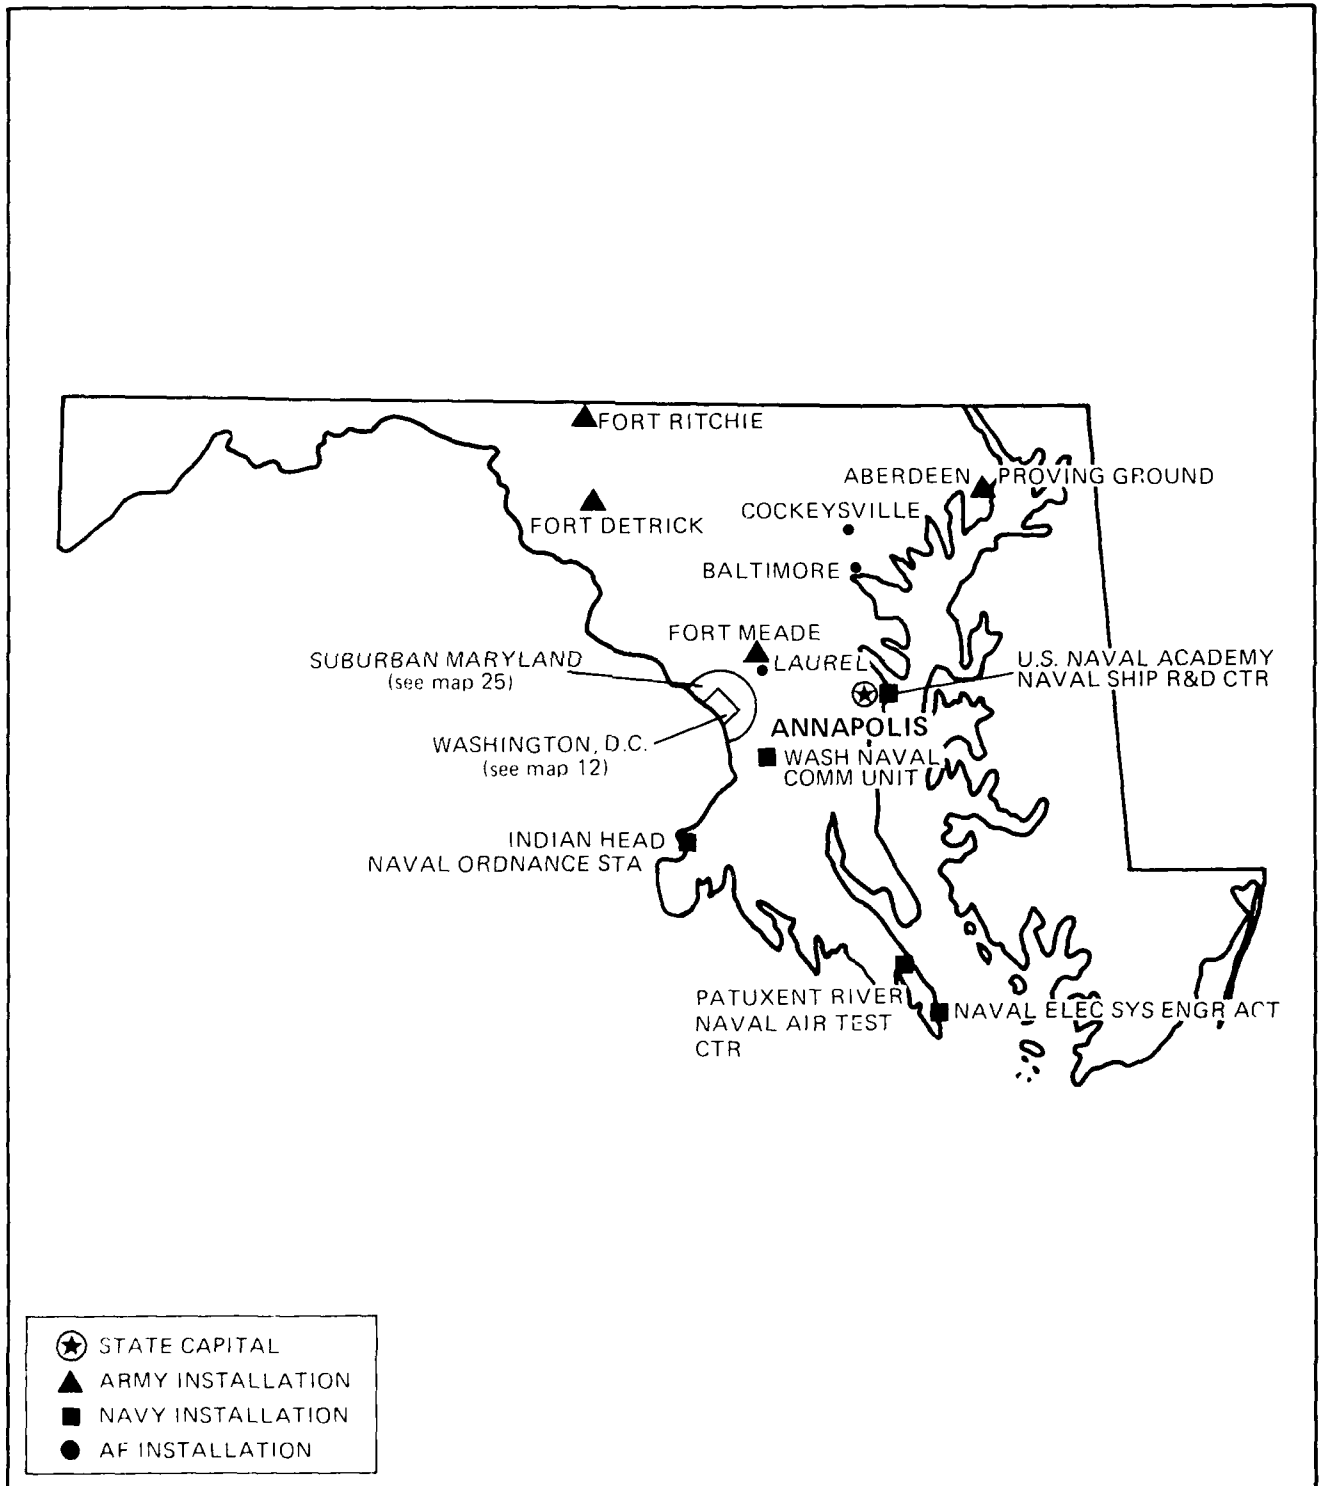 FORT RITCHIE
ABERDEEN PROVING GROUND
COCKEYSVILLE
FORT DETRICK
BALTIMORE
FORT MEADE
LAUREL
SUBURBAN MARYLAND
(see map 25)
U.S. NAVAL ACADEMY
NAVAL SHIP R&D CTR
ANNAPOLIS
WASHINGTON, D.C.
(see map 12)
WASH NAVAL
COMM UNIT
INDIAN HEAD
NAVAL ORDNANCE STA
PATUXENT RIVER
NAVAL AIR TEST
CTR
NAVAL ELEC SYS ENGR ACT
STATE CAPITAL
ARMY INSTALLATION
NAVY INSTALLATION
AF INSTALLATION